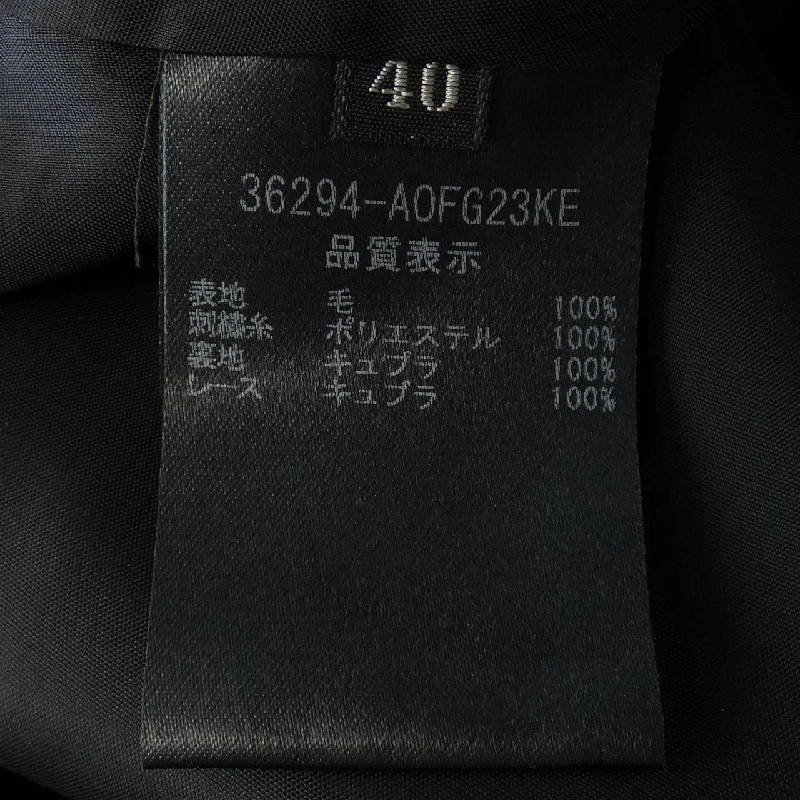 40
36294-A0FG23KE
品質表示
表地 毛 100%
刺繍糸 ポリエステル 100%
裏地 キュプラ 100%
レース キュプラ 100%